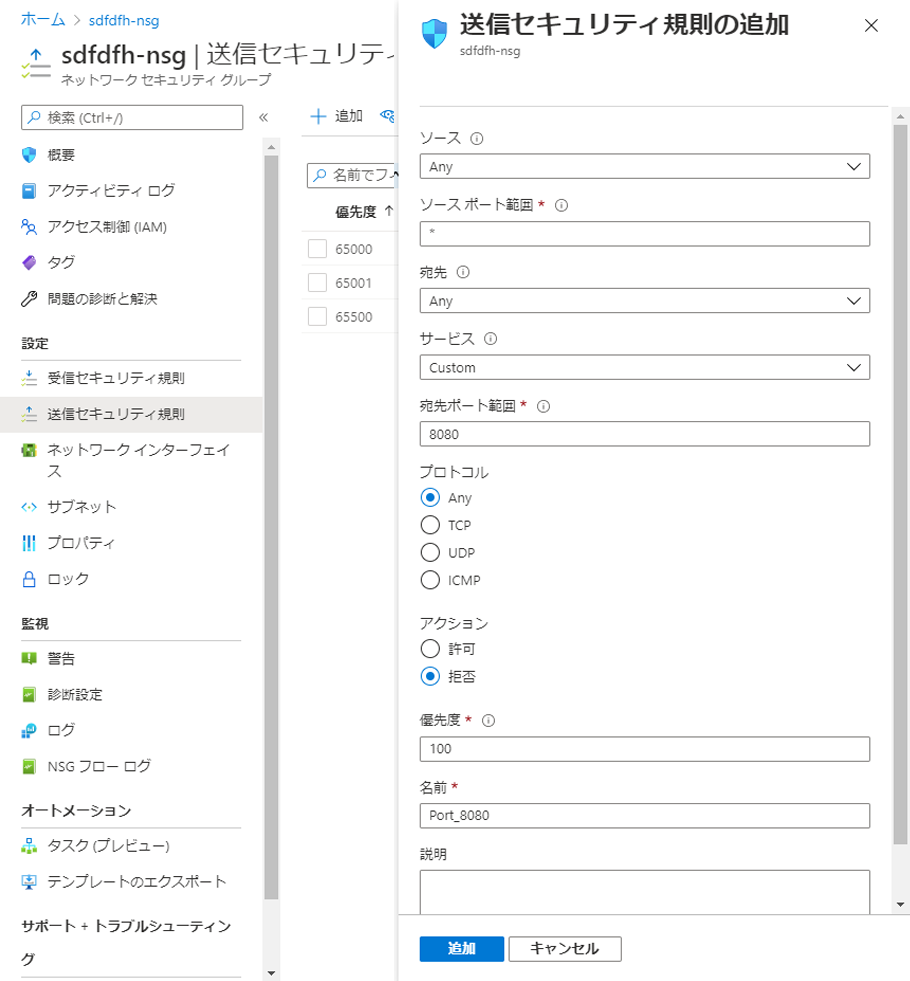 ホーム > sdfdfh-nsg
sdfdfh-nsg | 送信セキュリティ
ネットワーク セキュリティ グループ
検索 (Ctrl+/)
«
概要
アクティビティ ログ
アクセス制御 (IAM)
タグ
問題の診断と解決
設定
受信セキュリティ規則
送信セキュリティ規則
ネットワーク インターフェイ
ス
サブネット
プロパティ
ロック
監視
警告
診断設定
ログ
NSG フロー ログ
オートメーション
タスク (プレビュー)
テンプレートのエクスポート
サポート + トラブルシューティン
グ
+ 追加
名前でフィ
優先度 ↑
65000
65001
65500
送信セキュリティ規則の追加
sdfdfh-nsg
ソース
Any
ソース ポート範囲 *
*
宛先
Any
サービス
Custom
宛先ポート範囲 *
8080
プロトコル
Any
TCP
UDP
ICMP
アクション
許可
拒否
優先度 *
100
名前 *
Port_8080
説明
追加
キャンセル